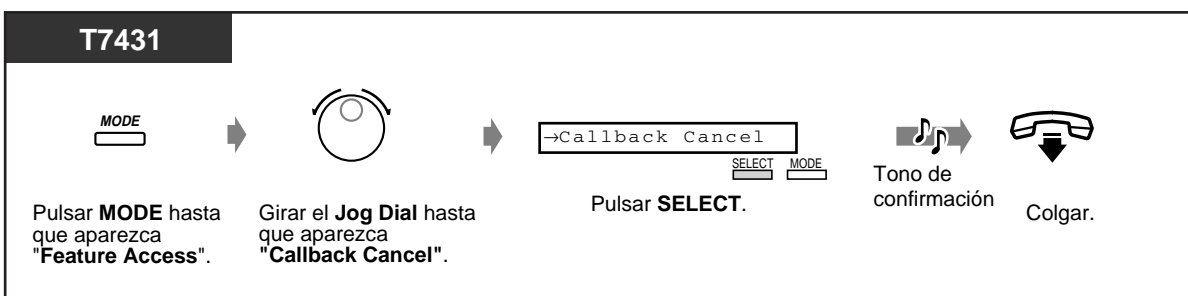 T7431
MODE
→Callback Cancel
SELECT MODE
Pulsar MODE hasta
que aparezca
"Feature Access".
Girar el Jog Dial hasta
que aparezca
"Callback Cancel".
Pulsar SELECT.
Tono de
confirmación
Colgar.